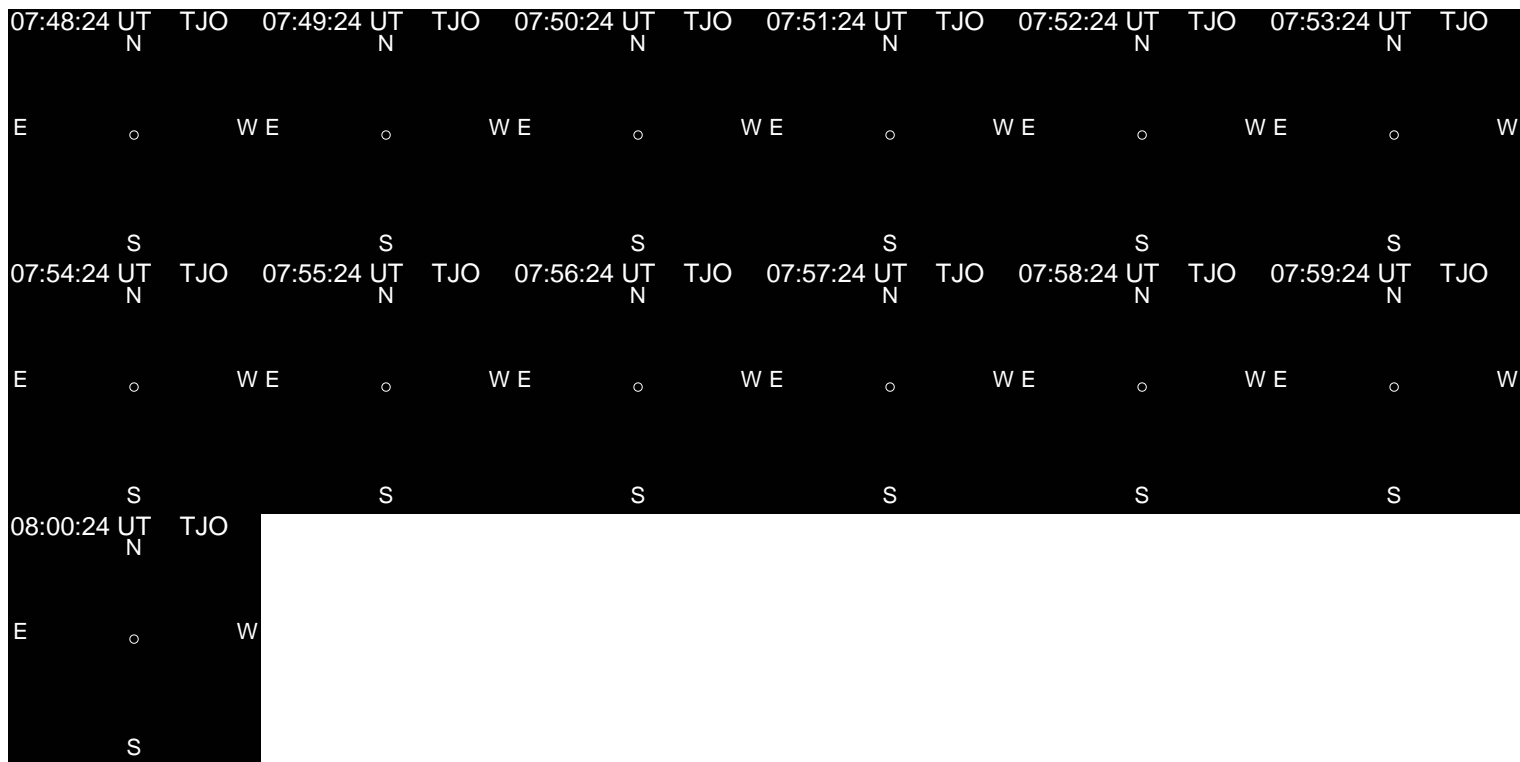 07:48:24 UT TJO 07:49:24 UT TJO 07:50:24 UT TJO 07:51:24 UT TJO 07:52:24 UT TJO 07:53:24 UT TJO
N N N N N N
E W E W E W E W E W E W
S S S S S S
07:54:24 UT TJO 07:55:24 UT TJO 07:56:24 UT TJO 07:57:24 UT TJO 07:58:24 UT TJO 07:59:24 UT TJO
N N N N N N
E W E W E W E W E W E W
S S S S S S
08:00:24 UT TJO
N
E W
S